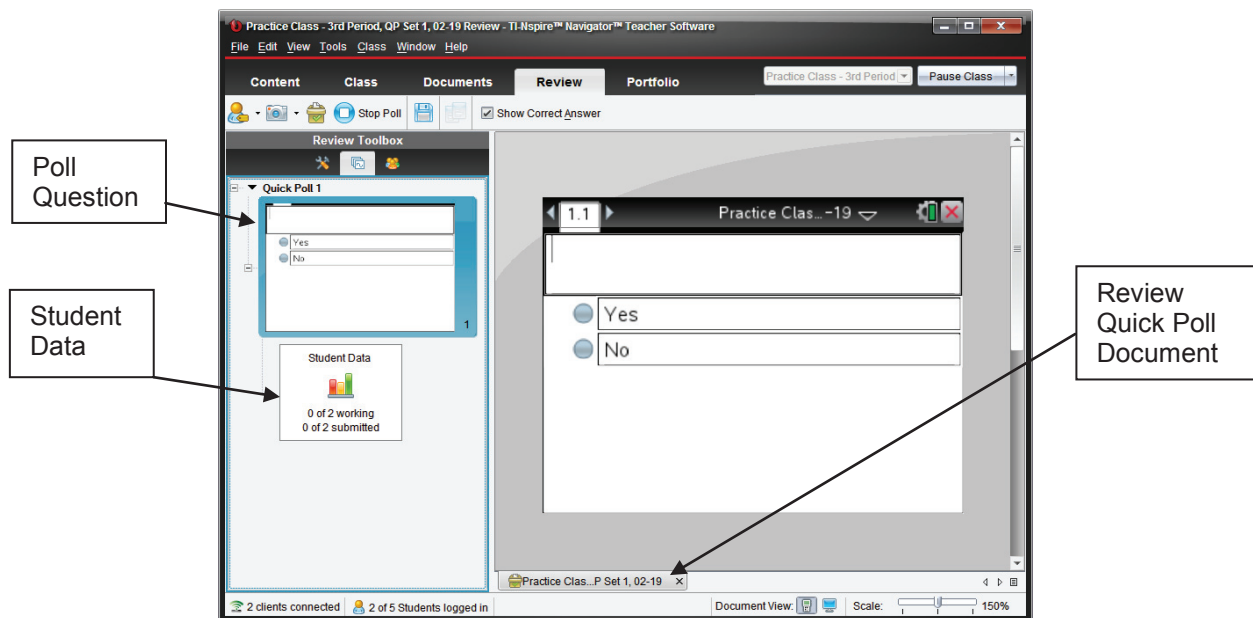 Practice Class - 3rd Period, QP Set 1, 02-19 Review - TI-Nspire™ Navigator™ Teacher Software
File Edit View Tools Class Window Help
Content Class Documents Review Portfolio
Practice Class - 3rd Period
Pause Class
Stop Poll
Show Correct Answer
Review Toolbox
Poll
Question
Quick Poll 1
Yes
No
1
Student
Data
Student Data
0 of 2 working
0 of 2 submitted
1.1
Practice Clas...-19
Yes
No
Review
Quick Poll
Document
Practice Clas...P Set 1, 02-19 x
2 clients connected
2 of 5 Students logged in
Document View:
Scale:
150%